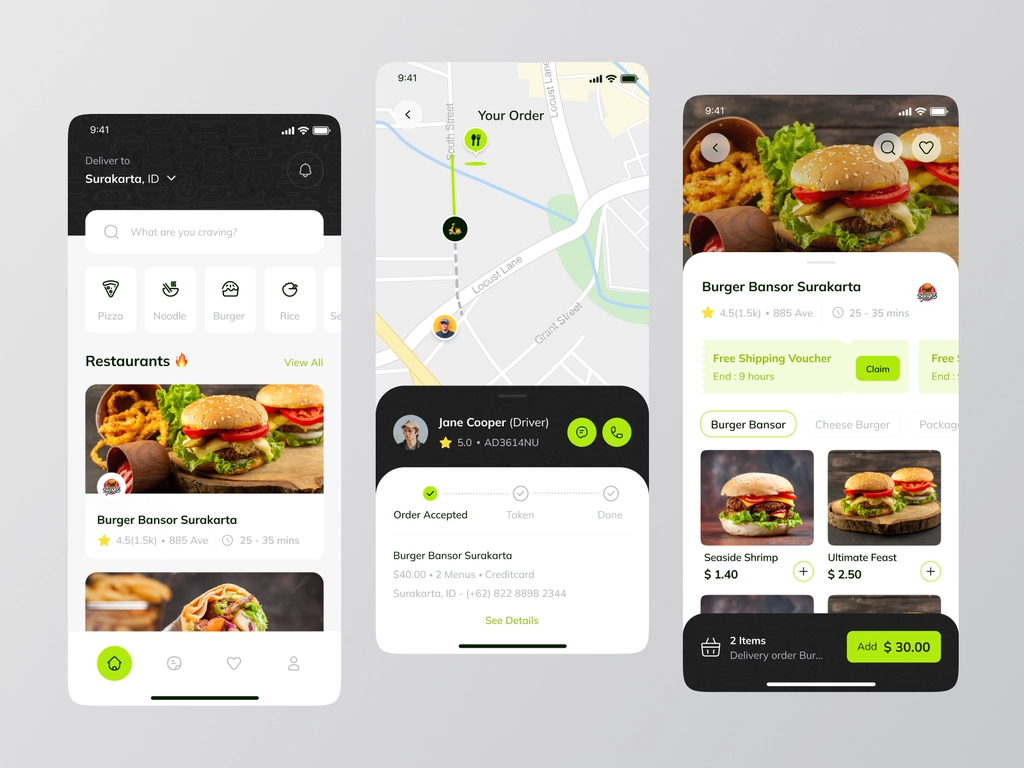 9:41
Deliver to
Surakarta, ID
What are you craving?
Pizza
Noodle
Burger
Rice
Se
Restaurants
View All
Burger Bansor Surakarta
4.5(1.5k) • 885 Ave
25 - 35 mins
9:41
Your Order
South Street
Locust Lane
Locust Lane
Grant Street
Jane Cooper (Driver)
5.0 • AD3614NU
Order Accepted
Taken
Done
Burger Bansor Surakarta
$40.00 • 2 Menus • Creditcard
Surakarta, ID - (+62) 822 8898 2344
See Details
9:41
Burger Bansor Surakarta
4.5(1.5k) • 885 Ave
25 - 35 mins
Free Shipping Voucher
End : 9 hours
Claim
Free
End :
Burger Bansor
Cheese Burger
Packag
Seaside Shrimp
$ 1.40
Ultimate Feast
$ 2.50
2 Items
Delivery order Bur...
Add $ 30.00